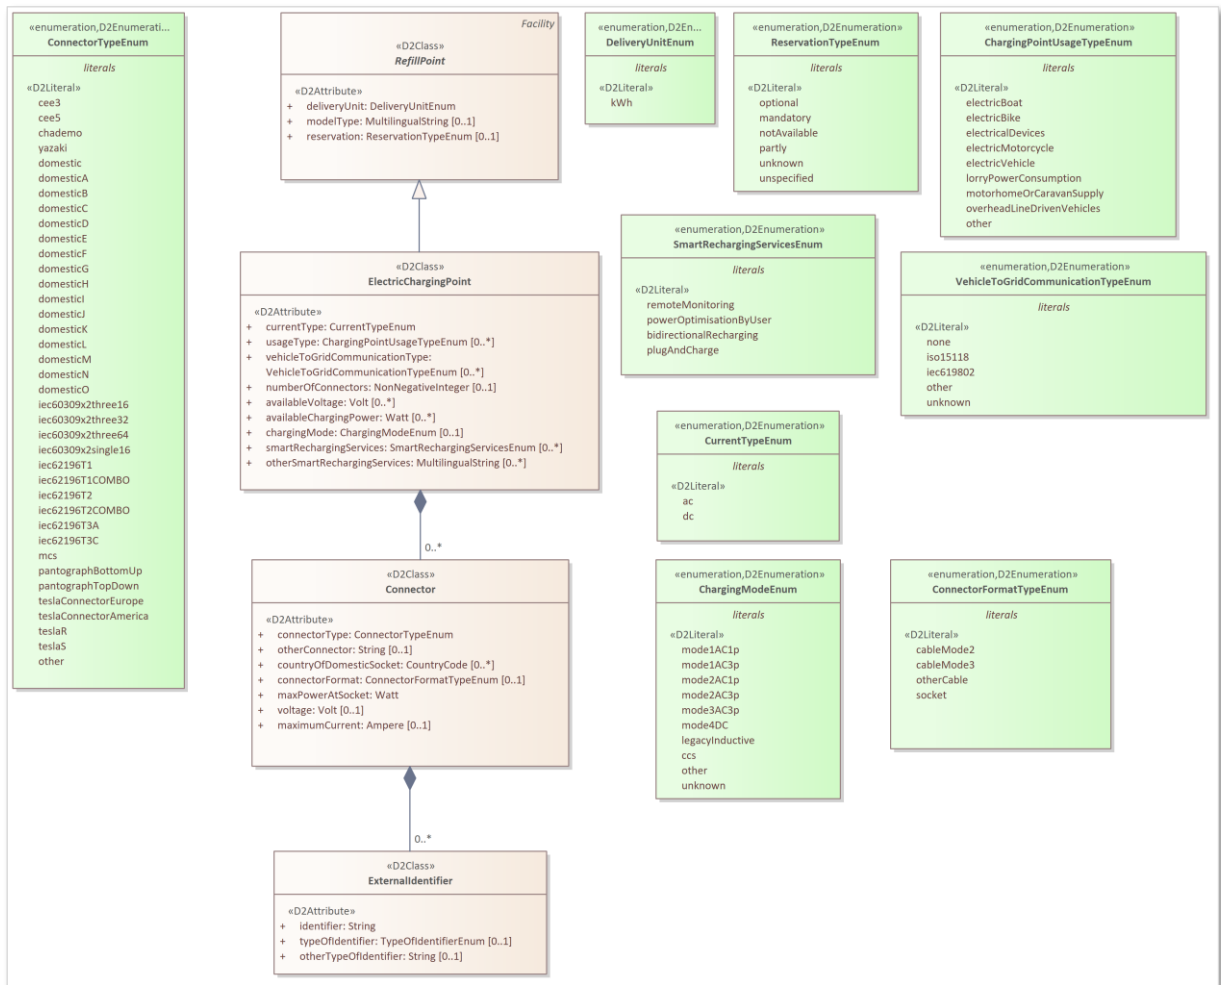 «enumeration,D2Enumerati...
ConnectorTypeEnum
literals
«D2Literal»
cee3
cee5
chademo
yazaki
domestic
domesticA
domesticB
domesticC
domesticD
domesticE
domesticF
domesticG
domesticH
domesticI
domesticJ
domesticK
domesticL
domesticM
domesticN
domesticO
iec60309x2three16
iec60309x2three32
iec60309x2three64
iec60309x2single16
iec62196T1
iec62196T1COMBO
iec62196T2
iec62196T2COMBO
iec62196T3A
iec62196T3C
mcs
pantographBottomUp
pantographTopDown
teslaConnectorEurope
teslaConnectorAmerica
teslaR
teslaS
other
Facility
«D2Class»
RefillPoint
«D2Attribute»
+ deliveryUnit: DeliveryUnitEnum
+ modelType: MultilingualString [0..1]
+ reservation: ReservationTypeEnum [0..1]
«D2Class»
ElectricChargingPoint
«D2Attribute»
+ currentType: CurrentTypeEnum
+ usageType: ChargingPointUsageTypeEnum [0..*]
+ vehicleToGridCommunicationType:
VehicleToGridCommunicationTypeEnum [0..*]
+ numberOfConnectors: NonNegativeInteger [0..1]
+ availableVoltage: Volt [0..*]
+ availableChargingPower: Watt [0..*]
+ chargingMode: ChargingModeEnum [0..1]
+ smartRechargingServices: SmartRechargingServicesEnum [0..*]
+ otherSmartRechargingServices: MultilingualString [0..*]
0..*
«D2Class»
Connector
«D2Attribute»
+ connectorType: ConnectorTypeEnum
+ otherConnector: String [0..1]
+ countryOfDomesticSocket: CountryCode [0..*]
+ connectorFormat: ConnectorFormatTypeEnum [0..1]
+ maxPowerAtSocket: Watt
+ voltage: Volt [0..1]
+ maximumCurrent: Ampere [0..1]
0..*
«D2Class»
ExternalIdentifier
«D2Attribute»
+ identifier: String
+ typeOfIdentifier: TypeOfIdentifierEnum [0..1]
+ otherTypeOfIdentifier: String [0..1]
«enumeration,D2En...
DeliveryUnitEnum
literals
«D2Literal»
kWh
«enumeration,D2Enumeration»
ReservationTypeEnum
literals
«D2Literal»
optional
mandatory
notAvailable
partly
unknown
unspecified
«enumeration,D2Enumeration»
ChargingPointUsageTypeEnum
literals
«D2Literal»
electricBoat
electricBike
electricalDevices
electricMotorcycle
electricVehicle
lorryPowerConsumption
motorhomeOrCaravanSupply
overheadLineDrivenVehicles
other
«enumeration,D2Enumeration»
SmartRechargingServicesEnum
literals
«D2Literal»
remoteMonitoring
powerOptimisationByUser
bidirectionalRecharging
plugAndCharge
«enumeration,D2Enumeration»
VehicleToGridCommunicationTypeEnum
literals
«D2Literal»
none
iso15118
iec619802
other
unknown
«enumeration,D2Enumeration»
CurrentTypeEnum
literals
«D2Literal»
ac
dc
«enumeration,D2Enumeration»
ChargingModeEnum
literals
«D2Literal»
mode1AC1p
mode1AC3p
mode2AC1p
mode2AC3p
mode3AC3p
mode4DC
legacyInductive
ccs
other
unknown
«enumeration,D2Enumeration»
ConnectorFormatTypeEnum
literals
«D2Literal»
cableMode2
cableMode3
otherCable
socket